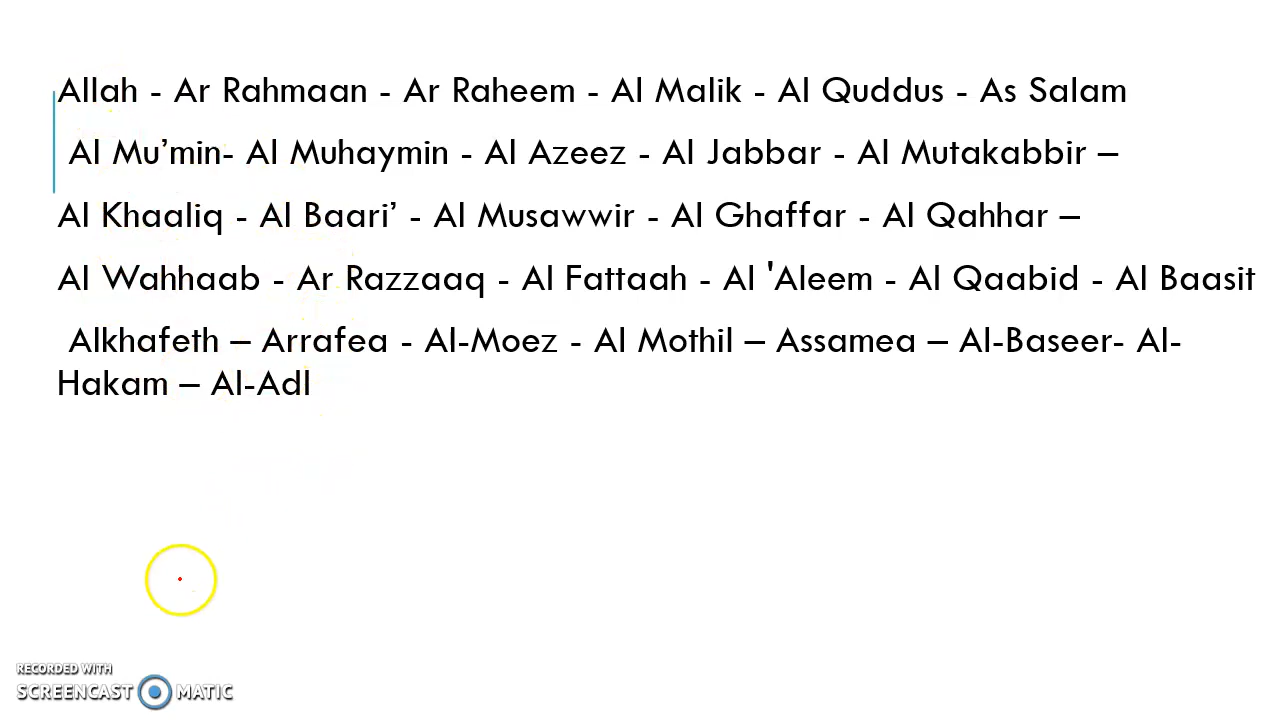 Allah - Ar Rahmaan - Ar Raheem - Al Malik - Al Quddus - As Salam
Al Mu’min- Al Muhaymin - Al Azeez - Al Jabbar - Al Mutakabbir –
Al Khaaliq - Al Baari’ - Al Musawwir - Al Ghaffar - Al Qahhar –
Al Wahhaab - Ar Razzaaq - Al Fattaah - Al 'Aleem - Al Qaabid - Al Baasit
Alkhafeth – Arrafea - Al-Moez - Al Mothil – Assamea – Al-Baseer- Al-
Hakam – Al-Adl
RECORDED WITH
SCREENCAST MATIC